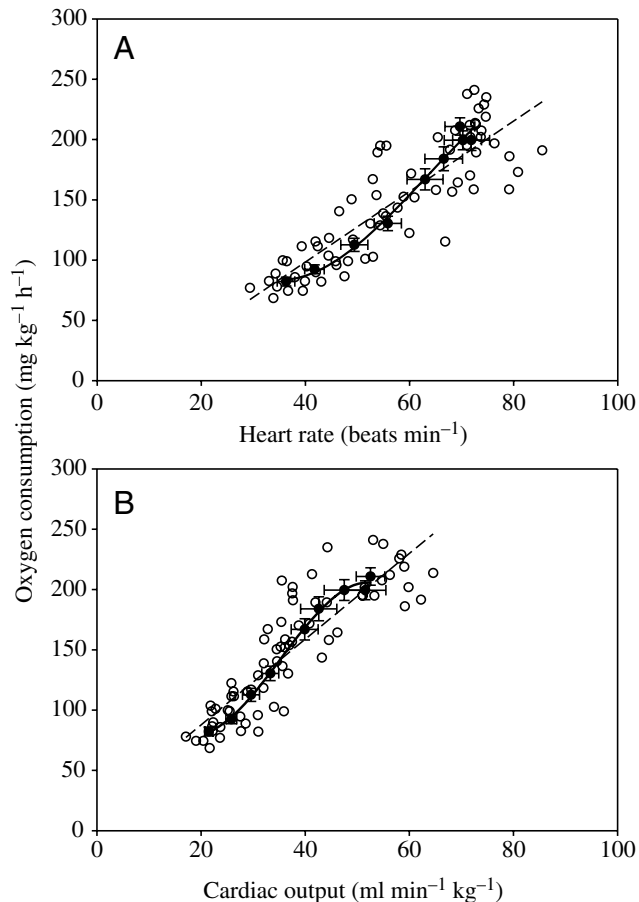 Oxygen consumption (mg kg⁻¹ h⁻¹)
A
300
250
200
150
100
50
0
0 20 40 60 80 100
Heart rate (beats min⁻¹)
B
300
250
200
150
100
50
0
0 20 40 60 80 100
Cardiac output (ml min⁻¹ kg⁻¹)